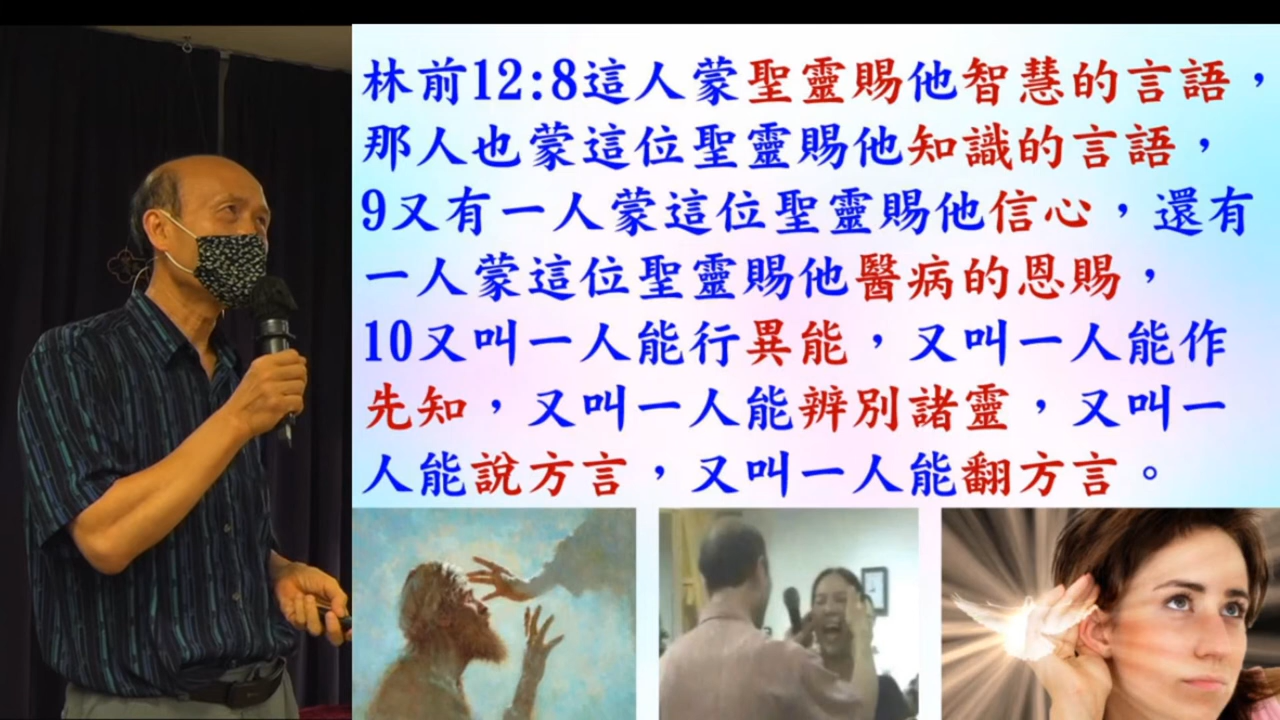 林前12:8這人蒙聖靈賜他智慧的言語，
那人也蒙這位聖靈賜他知識的言語，
9又有一人蒙這位聖靈賜他信心，還有
一人蒙這位聖靈賜他醫病的恩賜，
10又叫一人能行異能，又叫一人能作
先知，又叫一人能辨別諸靈，又叫一
人能說方言，又叫一人能翻方言。